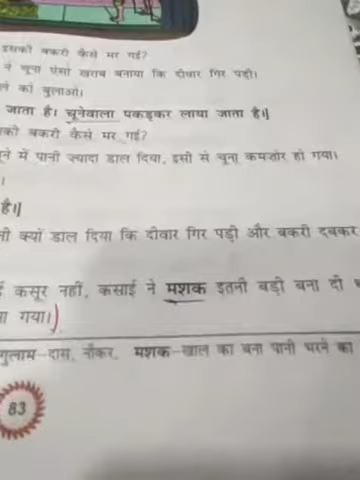 इसकी बकरी कैसे मर गई?
ने चूना ऐसा खराब बनाया कि दीवार गिर पड़ी।
को बुलाओ।
जाता है। चूनेवाला पकड़कर लाया जाता है।]
बकरी कैसे मर गई?
में पानी ज्यादा डाल दिया, इसी से चूना कमजोर हो गया।
।
है।]
क्यों डाल दिया कि दीवार गिर पड़ी और बकरी दबकर
कसूर नहीं, कसाई ने मशक इतनी बड़ी बना दी
गया।)
गुलाम-दास, नौकर, मशक-खाल का बना पानी भरने का
83